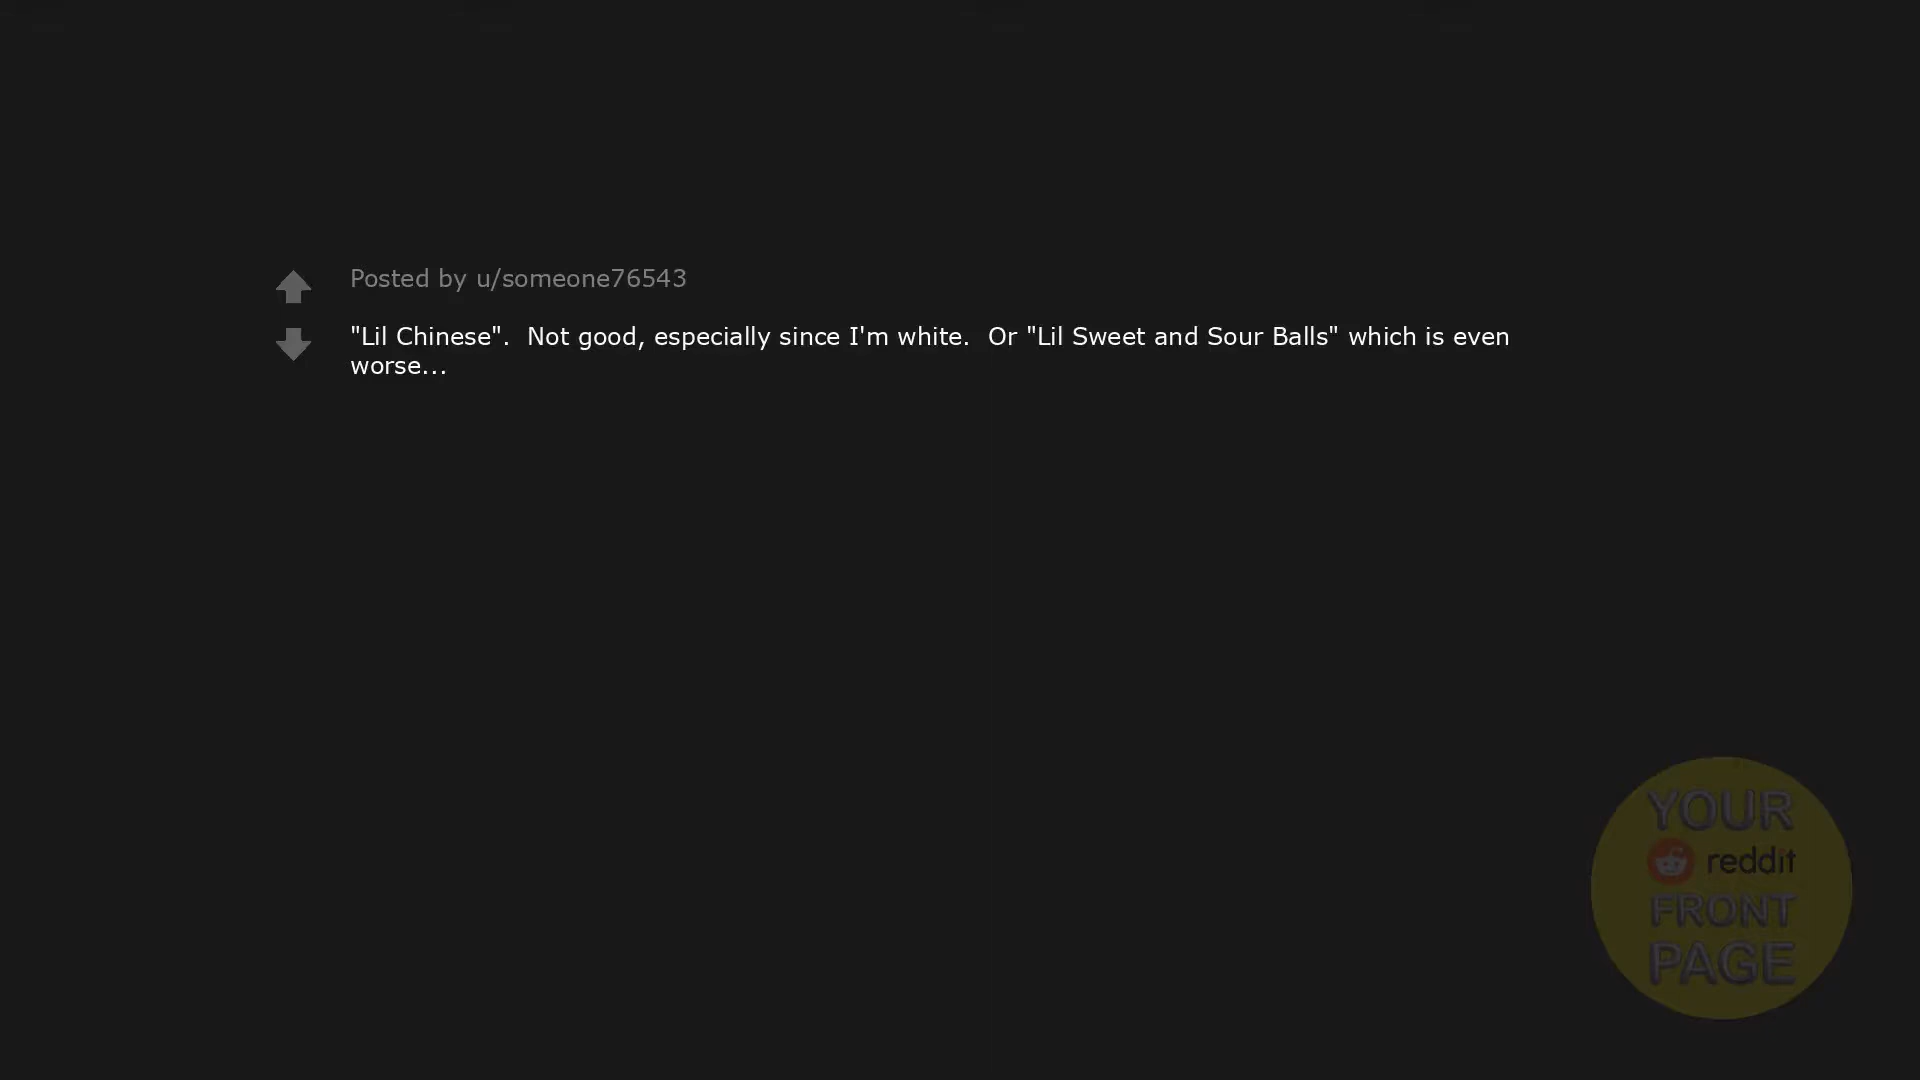 Posted by u/someone76543
"Lil Chinese".  Not good, especially since I'm white.  Or "Lil Sweet and Sour Balls" which is even
worse...
YOUR
reddit
FRONT
PAGE